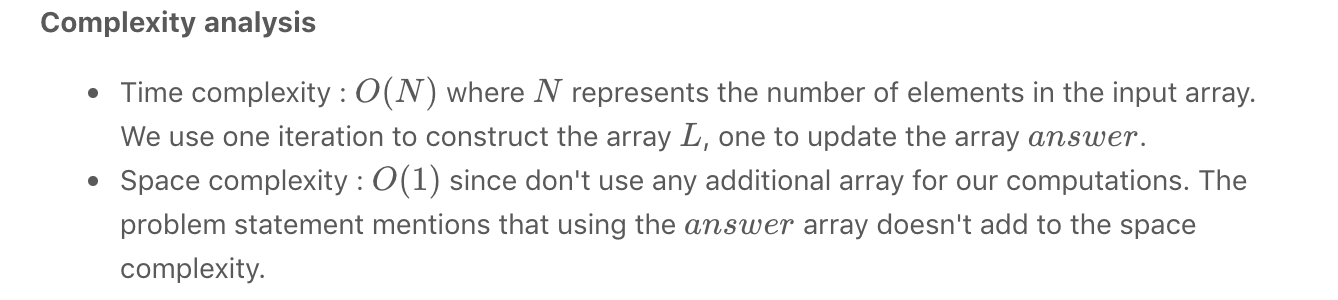 Complexity analysis
• Time complexity : O(N) where N represents the number of elements in the input array.
We use one iteration to construct the array L, one to update the array answer.
• Space complexity : O(1) since don't use any additional array for our computations. The
problem statement mentions that using the answer array doesn't add to the space
complexity.